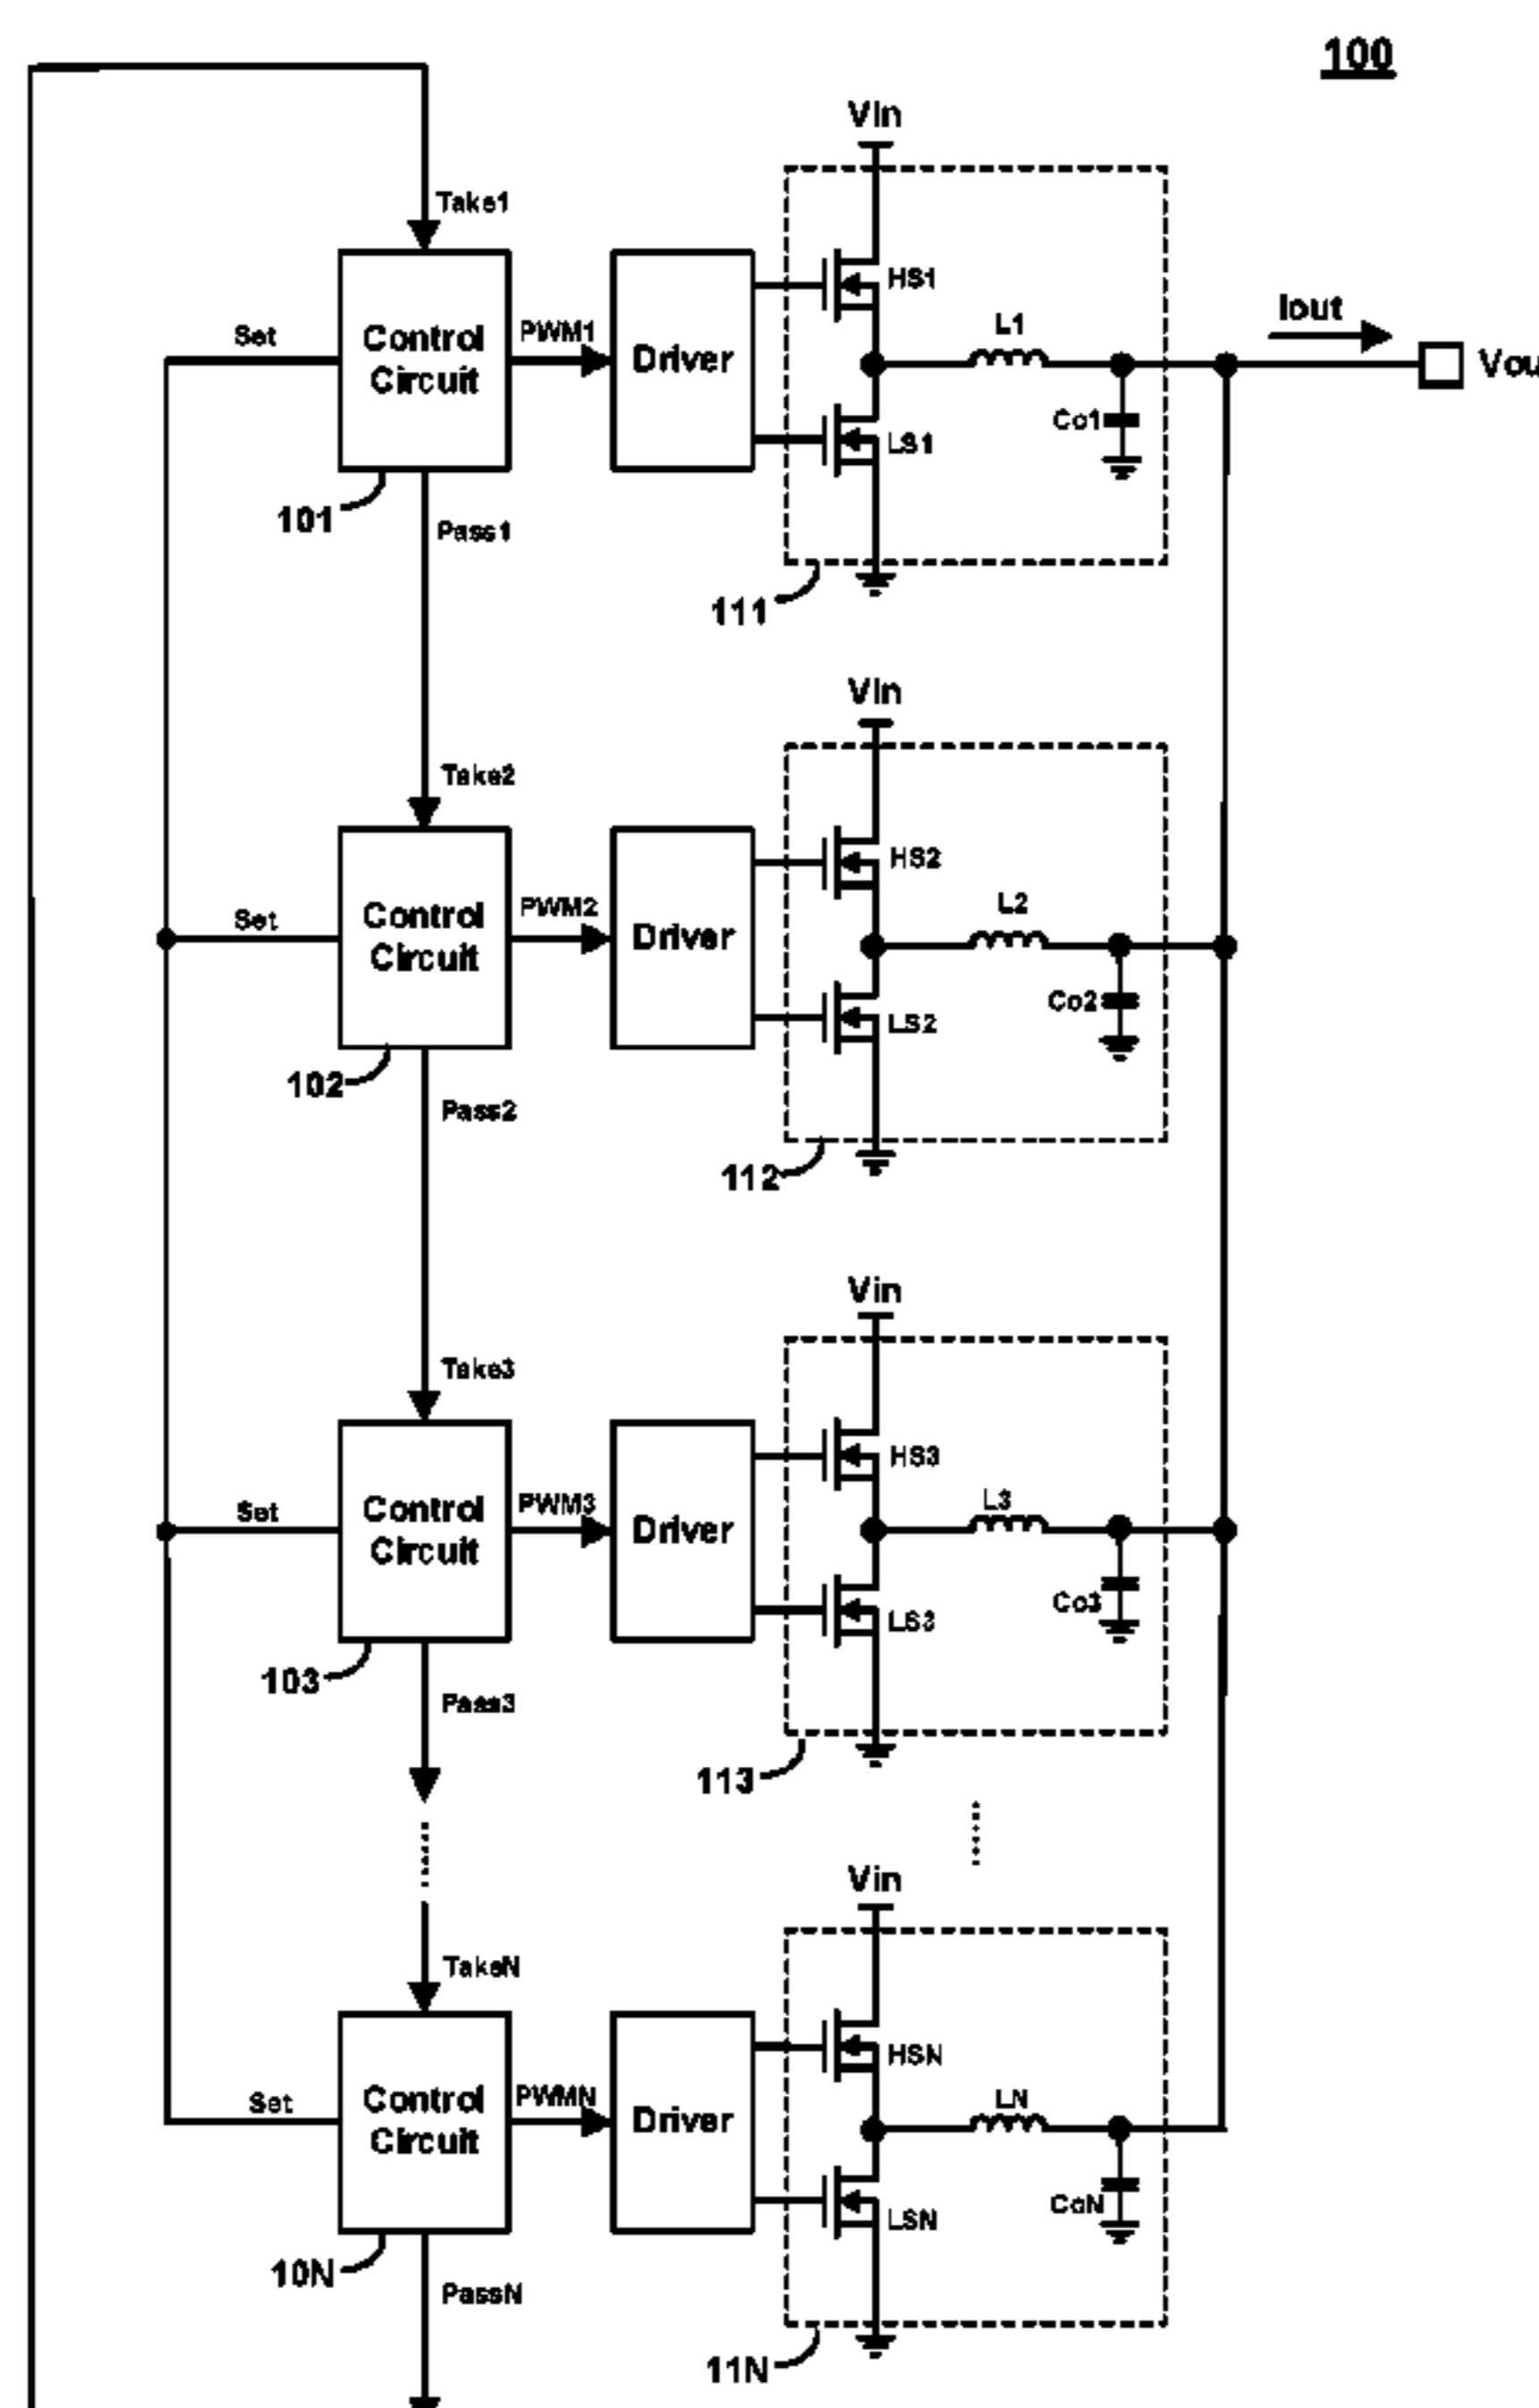 100
Vin
Take1
HS1
Set
Control
Circuit
PWM1
Driver
L1
Iout
Vou
Co1
LS1
101
Pass1
111
Vin
Take2
HS2
Set
Control
Circuit
PWM2
Driver
L2
Co2
LS2
102
Pass2
112
Vin
Take3
HS3
Set
Control
Circuit
PWM3
Driver
L3
Co3
LS3
103
Pass3
113
Vin
TakeN
HSN
Set
Control
Circuit
PWMN
Driver
LN
CoN
LSN
10N
PassN
11N